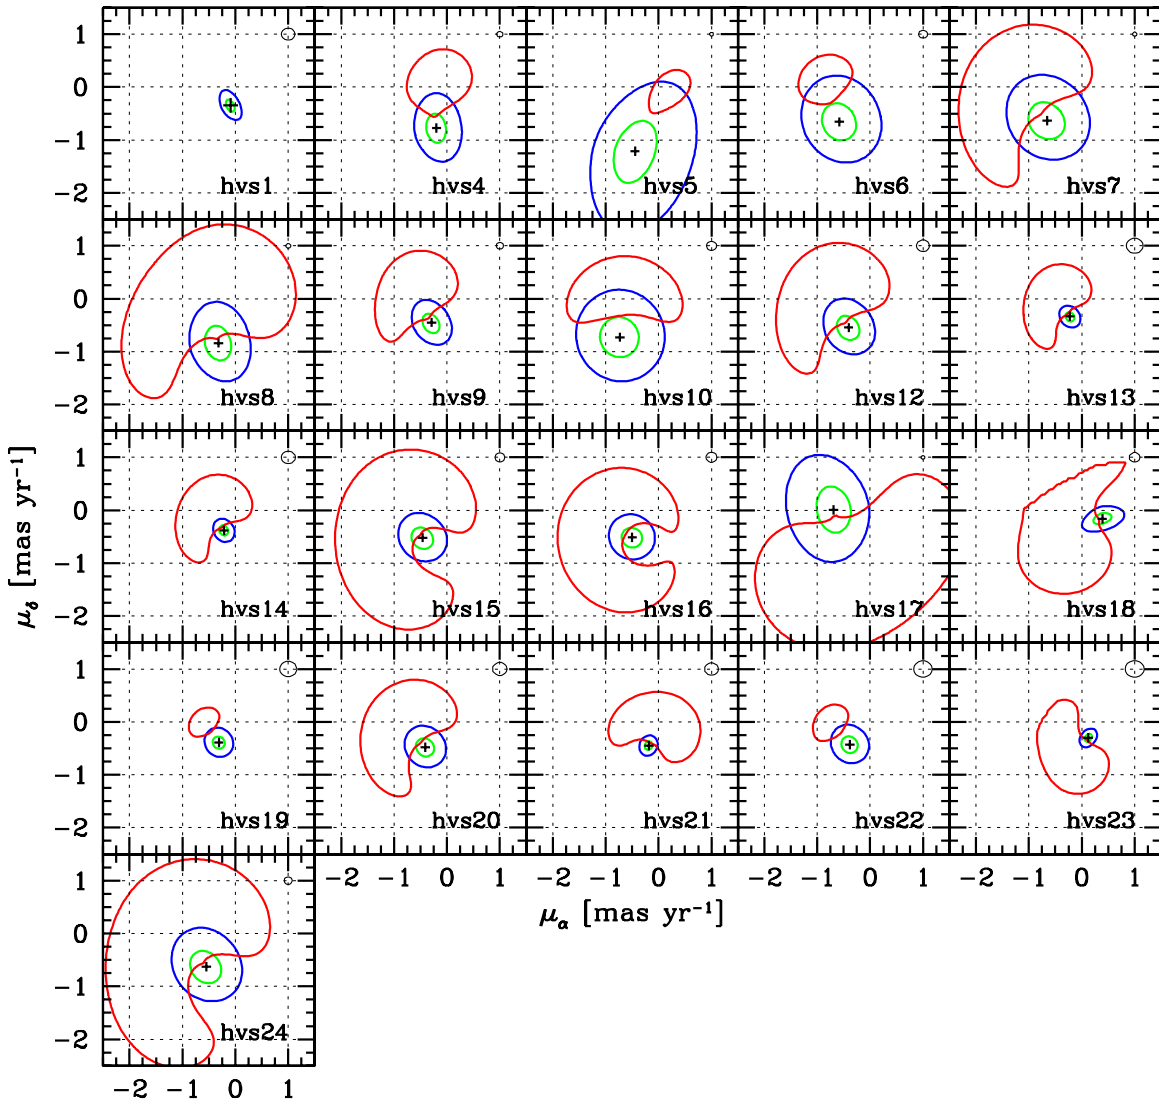 1
0
−1
−2
hvs1
hvs4
hvs5
hvs6
hvs7
1
0
−1
−2
hvs8
hvs9
hvs10
hvs12
hvs13
1
0
−1
−2
hvs14
hvs15
hvs16
hvs17
hvs18
1
0
−1
−2
hvs19
hvs20
hvs21
hvs22
hvs23
μδ [mas yr⁻¹]
−2 −1 0 1
−2 −1 0 1
−2 −1 0 1
−2 −1 0 1
μα [mas yr⁻¹]
1
0
−1
−2
hvs24
−2 −1 0 1